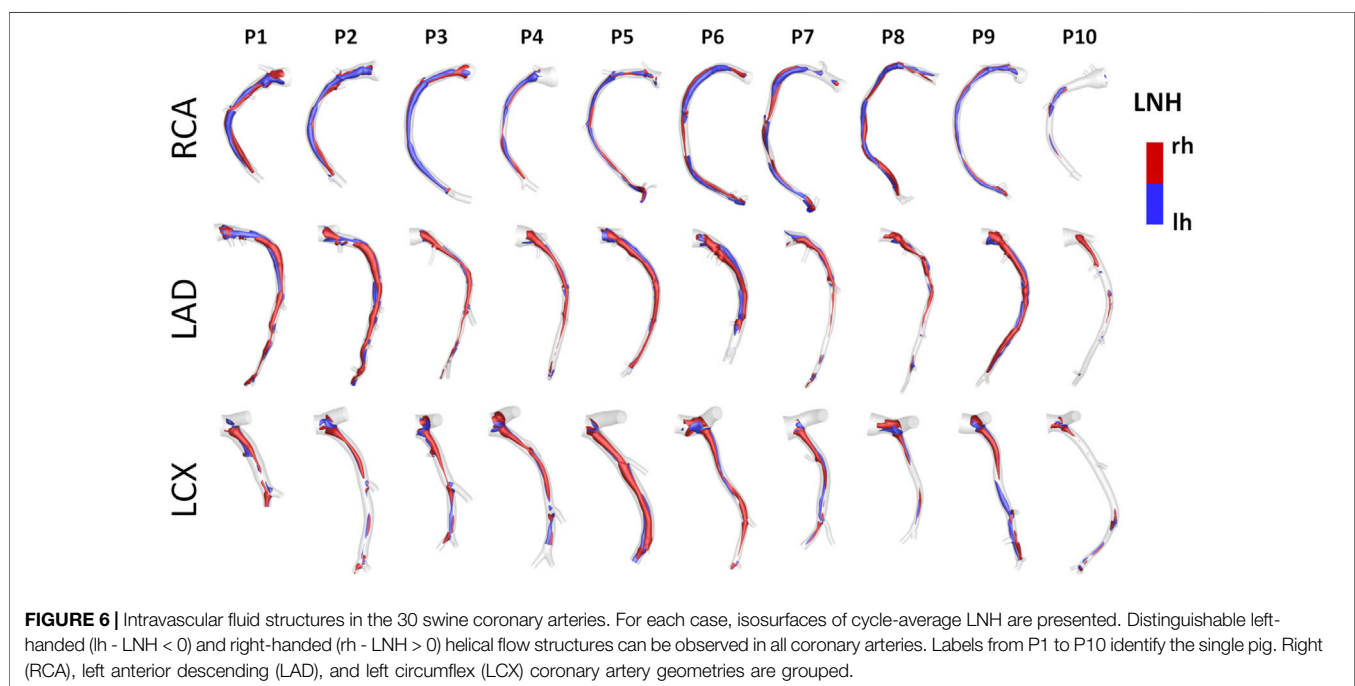 P1 P2 P3 P4 P5 P6 P7 P8 P9 P10
RCA
LNH
rh
lh
LAD
LCX
FIGURE 6 | Intravascular fluid structures in the 30 swine coronary arteries. For each case, isosurfaces of cycle-average LNH are presented. Distinguishable left-
handed (lh - LNH < 0) and right-handed (rh - LNH > 0) helical flow structures can be observed in all coronary arteries. Labels from P1 to P10 identify the single pig. Right
(RCA), left anterior descending (LAD), and left circumflex (LCX) coronary artery geometries are grouped.